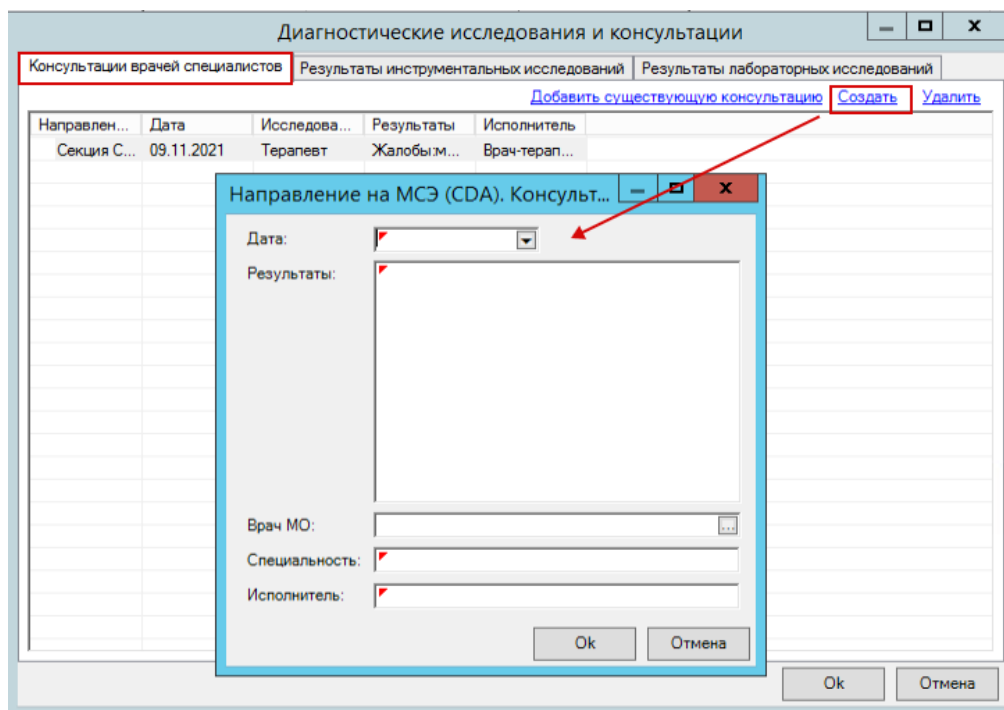 Диагностические исследования и консультации
Консультации врачей специалистов Результаты инструментальных исследований Результаты лабораторных исследований
Добавить существующую консультацию Создать Удалить
Направлен... Дата Исследова... Результаты Исполнитель
Секция С... 09.11.2021 Терапевт Жалобы:м... Врач-терап...
Направление на МСЭ (CDA). Консульт...
Дата:
Результаты:
Врач МО:
Специальность:
Исполнитель:
Ok Отмена
Ok Отмена